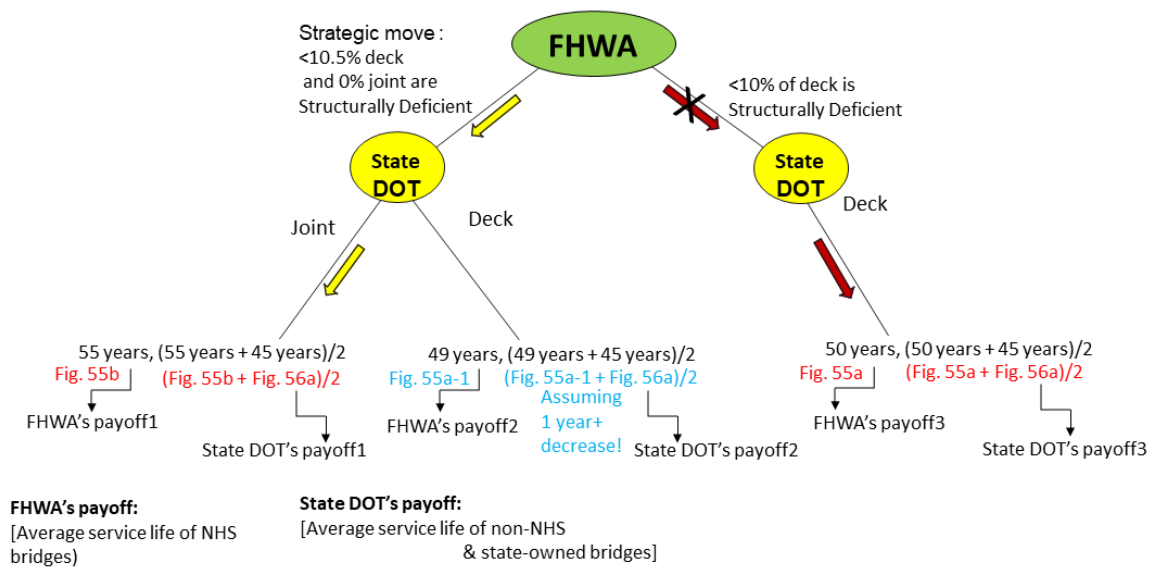 FHWA
Strategic move :
<10.5% deck
and 0% joint are
Structurally Deficient
<10% of deck is
Structurally Deficient
State
DOT
State
DOT
Joint
Deck
Deck
55 years, (55 years + 45 years)/2
Fig. 55b
(Fig. 55b + Fig. 56a)/2
FHWA’s payoff1
State DOT’s payoff1
49 years, (49 years + 45 years)/2
Fig. 55a-1
(Fig. 55a-1 + Fig. 56a)/2
Assuming
1 year+
decrease!
FHWA’s payoff2
State DOT’s payoff2
50 years, (50 years + 45 years)/2
Fig. 55a
(Fig. 55a + Fig. 56a)/2
FHWA’s payoff3
State DOT’s payoff3
FHWA’s payoff:
[Average service life of NHS
bridges)
State DOT’s payoff:
[Average service life of non-NHS
& state-owned bridges]